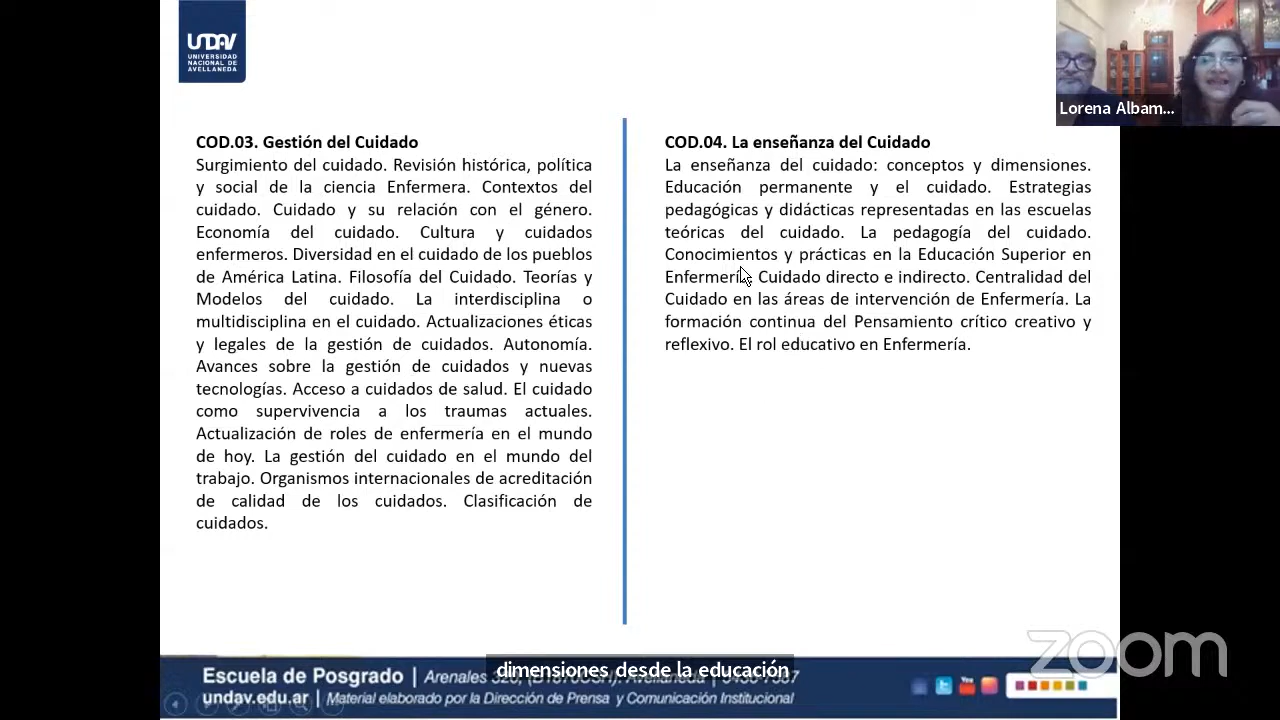 UNDAV
UNIVERSIDAD
NACIONAL DE
AVELLANEDA
Lorena Albam...
COD.03. Gestión del Cuidado
Surgimiento del cuidado. Revisión histórica, política
y social de la ciencia Enfermera. Contextos del
cuidado. Cuidado y su relación con el género.
Economía del cuidado. Cultura y cuidados
enfermeros. Diversidad en el cuidado de los pueblos
de América Latina. Filosofía del Cuidado. Teorías y
Modelos del cuidado. La interdisciplina o
multidisciplina en el cuidado. Actualizaciones éticas
y legales de la gestión de cuidados. Autonomía.
Avances sobre la gestión de cuidados y nuevas
tecnologías. Acceso a cuidados de salud. El cuidado
como supervivencia a los traumas actuales.
Actualización de roles de enfermería en el mundo
de hoy. La gestión del cuidado en el mundo del
trabajo. Organismos internacionales de acreditación
de calidad de los cuidados. Clasificación de
cuidados.
COD.04. La enseñanza del Cuidado
La enseñanza del cuidado: conceptos y dimensiones.
Educación permanente y el cuidado. Estrategias
pedagógicas y didácticas representadas en las escuelas
teóricas del cuidado. La pedagogía del cuidado.
Conocimientos y prácticas en la Educación Superior en
Enfermería. Cuidado directo e indirecto. Centralidad del
Cuidado en las áreas de intervención de Enfermería. La
formación continua del Pensamiento crítico creativo y
reflexivo. El rol educativo en Enfermería.
zoom
dimensiones desde la educación
Escuela de Posgrado | Arenales
undav.edu.ar | Material elaborado por la Dirección de Prensa y Comunicación Institucional
You